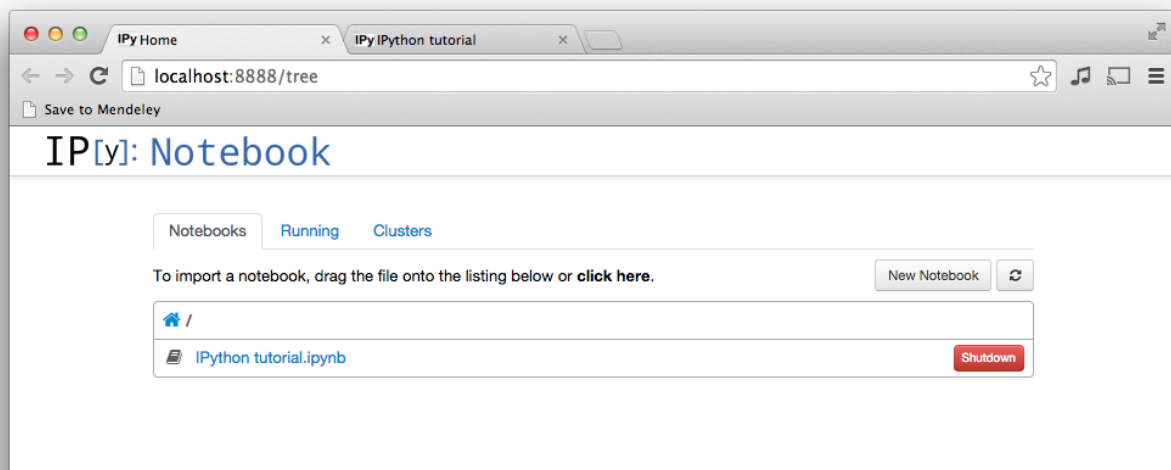 IPy Home
IPy IPython tutorial
localhost:8888/tree
Save to Mendeley
IP[y]: Notebook
Notebooks Running Clusters
To import a notebook, drag the file onto the listing below or click here. New Notebook
/
IPython tutorial.ipynb Shutdown